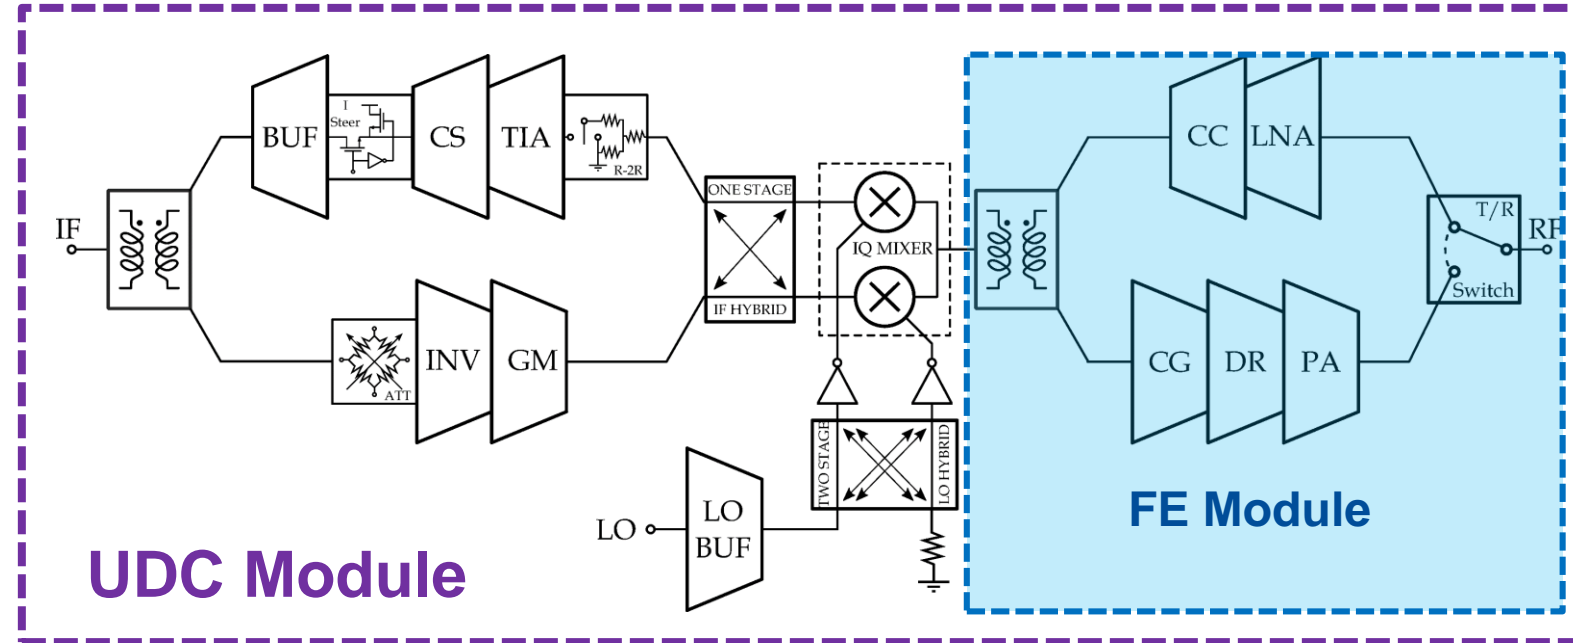 IF
BUF
I
Steer
CS
TIA
R-2R
ONE STAGE
IF HYBRID
IQ MIXER
CC
LNA
T/R
Switch
RF
ATT
INV
GM
CG
DR
PA
TWO STAGE
LO HYBRID
LO
LO
BUF
FE Module
UDC Module